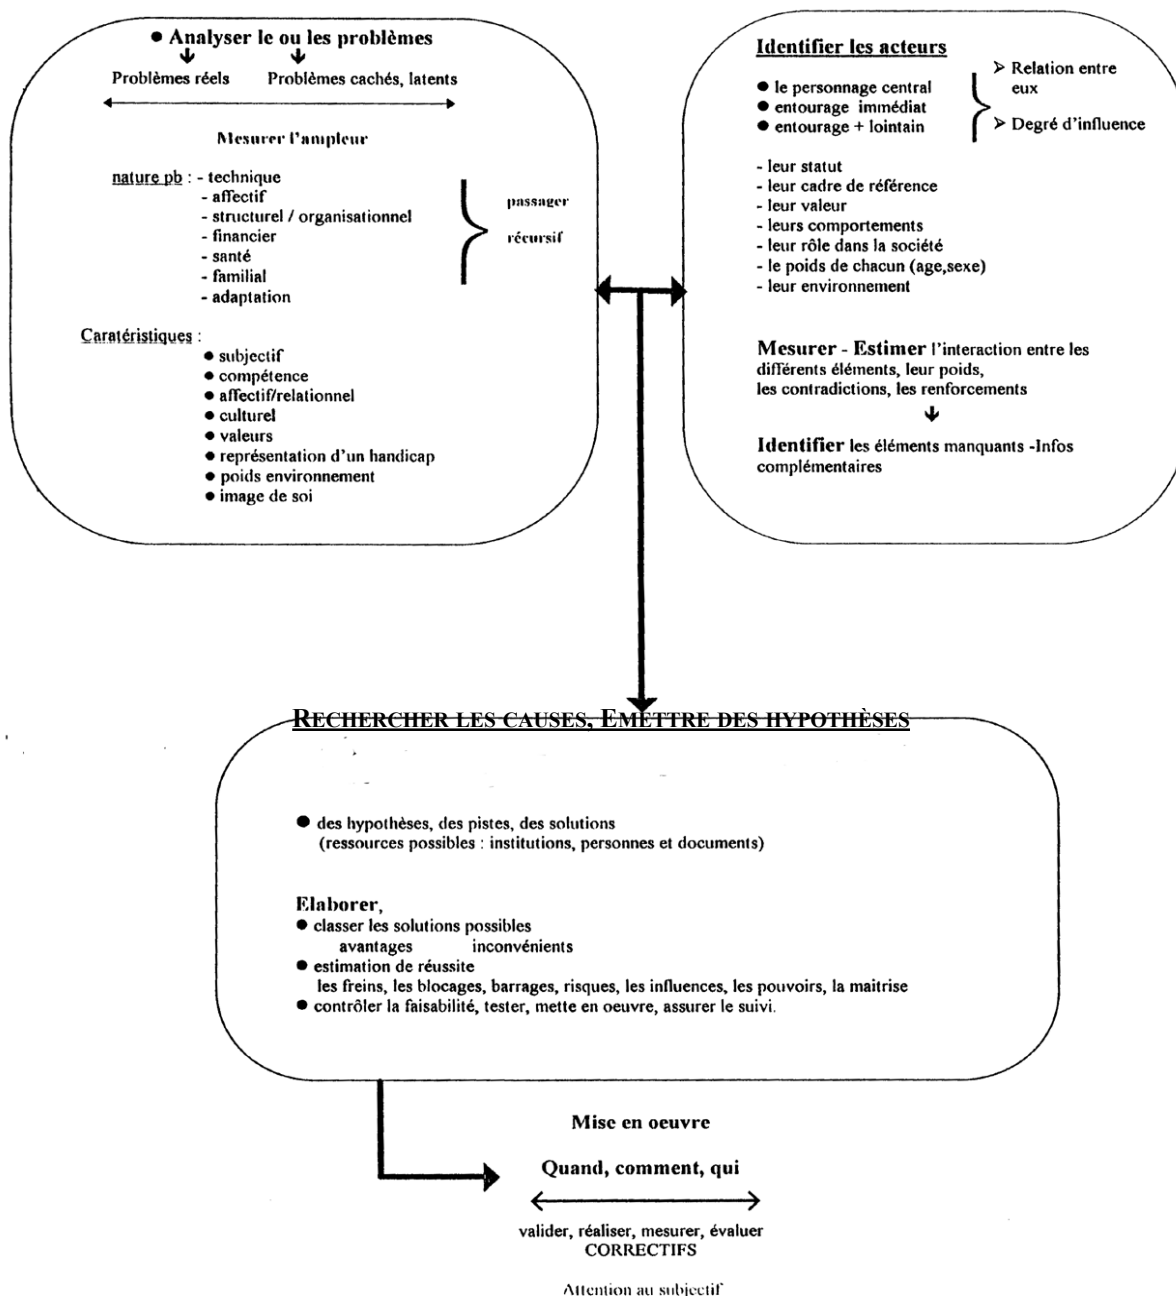 ● Analyser le ou les problèmes
Problèmes réels Problèmes cachés, latents
Mesurer l'ampleur
nature pb : - technique
- affectif
- structurel / organisationnel
- financier
- santé
- familial
- adaptation
passager
récursif
Caratéristiques :
● subjectif
● compétence
● affectif/relationnel
● culturel
● valeurs
● représentation d'un handicap
● poids environnement
● image de soi
Identifier les acteurs
● le personnage central
● entourage immédiat
● entourage + lointain
➢ Relation entre
eux
➢ Degré d'influence
- leur statut
- leur cadre de référence
- leur valeur
- leurs comportements
- leur rôle dans la société
- le poids de chacun (age,sexe)
- leur environnement
Mesurer - Estimer l'interaction entre les
différents éléments, leur poids,
les contradictions, les renforcements
Identifier les éléments manquants -Infos
complémentaires
RECHERCHER LES CAUSES, EMETTRE DES HYPOTHÈSES
● des hypothèses, des pistes, des solutions
(ressources possibles : institutions, personnes et documents)
Elaborer,
● classer les solutions possibles
avantages inconvénients
● estimation de réussite
les freins, les blocages, barrages, risques, les influences, les pouvoirs, la maitrise
● contrôler la faisabilité, tester, mette en oeuvre, assurer le suivi.
Mise en oeuvre
Quand, comment, qui
valider, réaliser, mesurer, évaluer
CORRECTIFS
Attention au subjectif